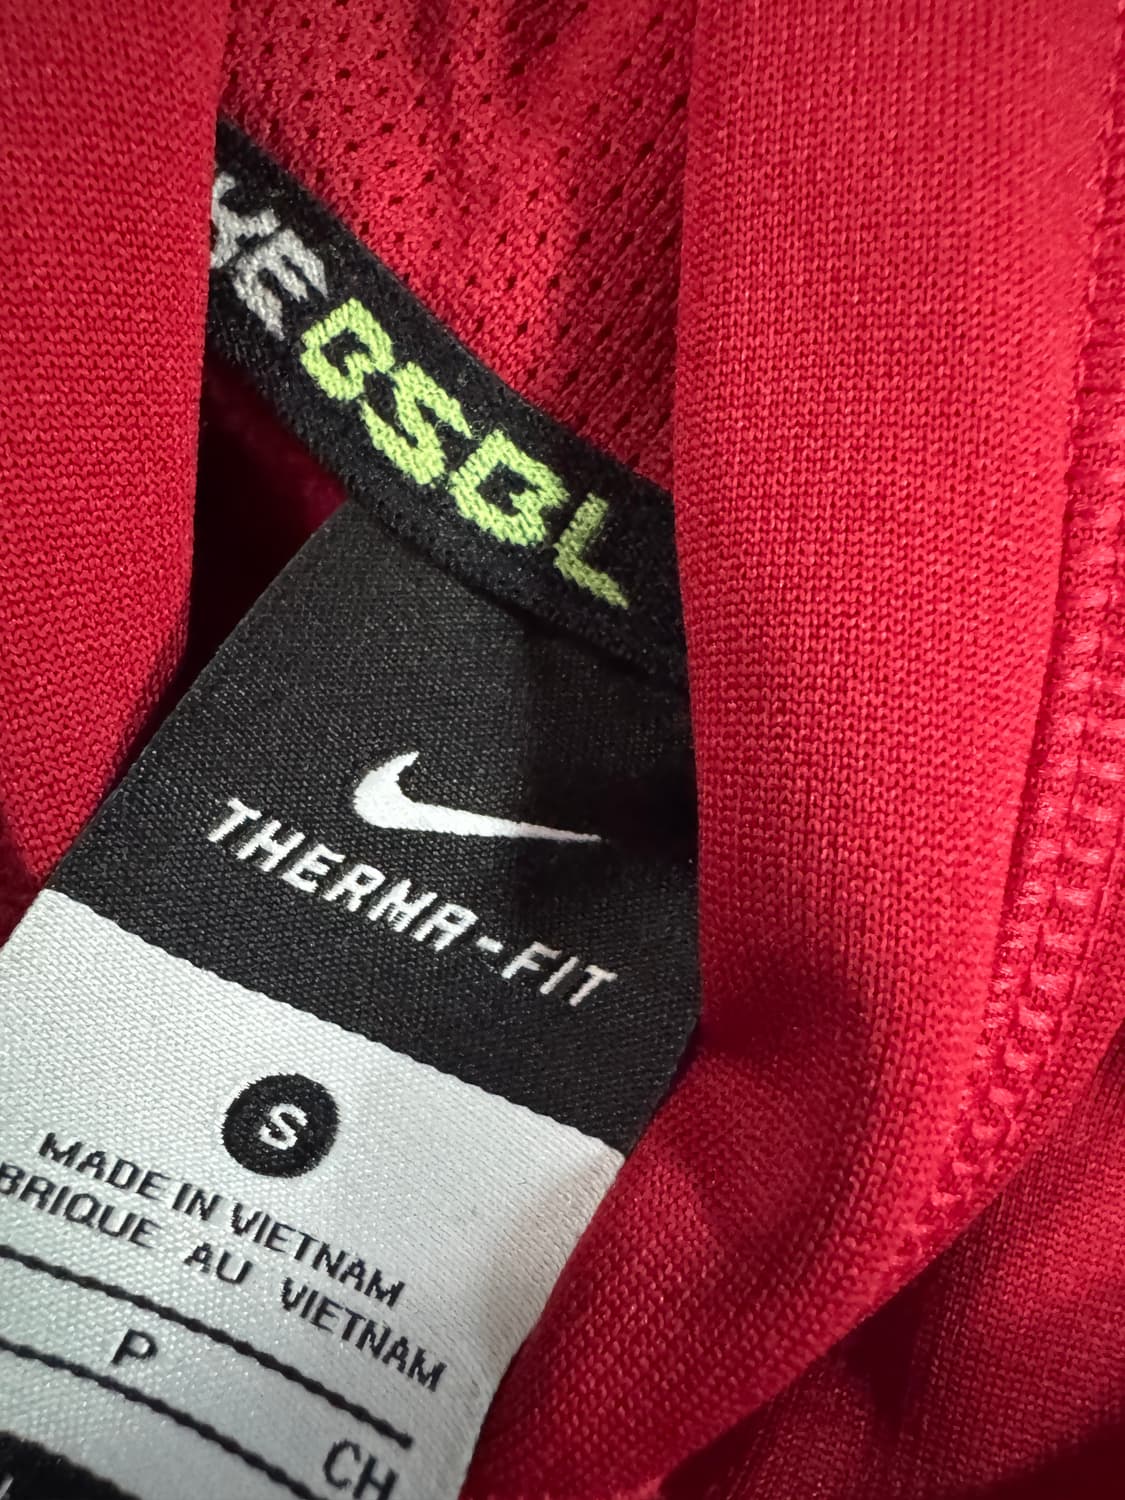 BSBL
THERMA-FIT
S
MADE IN VIETNAM
BRIQUE AU VIETNAM
P
CH